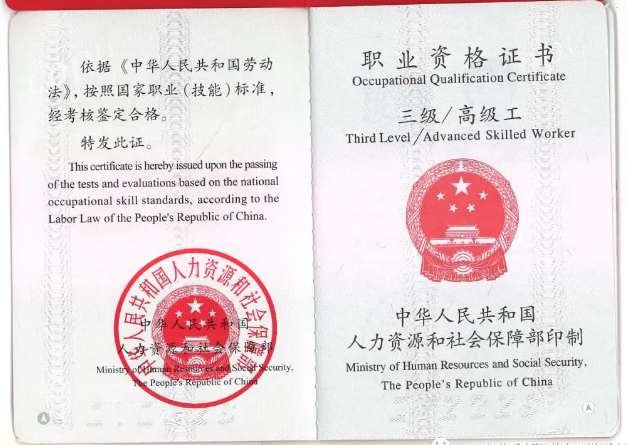 依据《中华人民共和国劳动
法》，按照国家职业（技能）标准，
经考核鉴定合格。
特发此证。
This certificate is hereby issued upon the passing
of the tests and evaluations based on the national
occupational skill standards, according to the
Labor Law of the People's Republic of China.
中华人民共和国人力资源和社会保障部
中华人民共和国
人力资源和社会保障部
Ministry of Human Resources and Social Security,
The People's Republic of China
职业资格证书
Occupational Qualification Certificate
三级/高级工
Third Level/Advanced Skilled Worker
中华人民共和国
人力资源和社会保障部印制
Ministry of Human Resources and Social Security,
The People's Republic of China